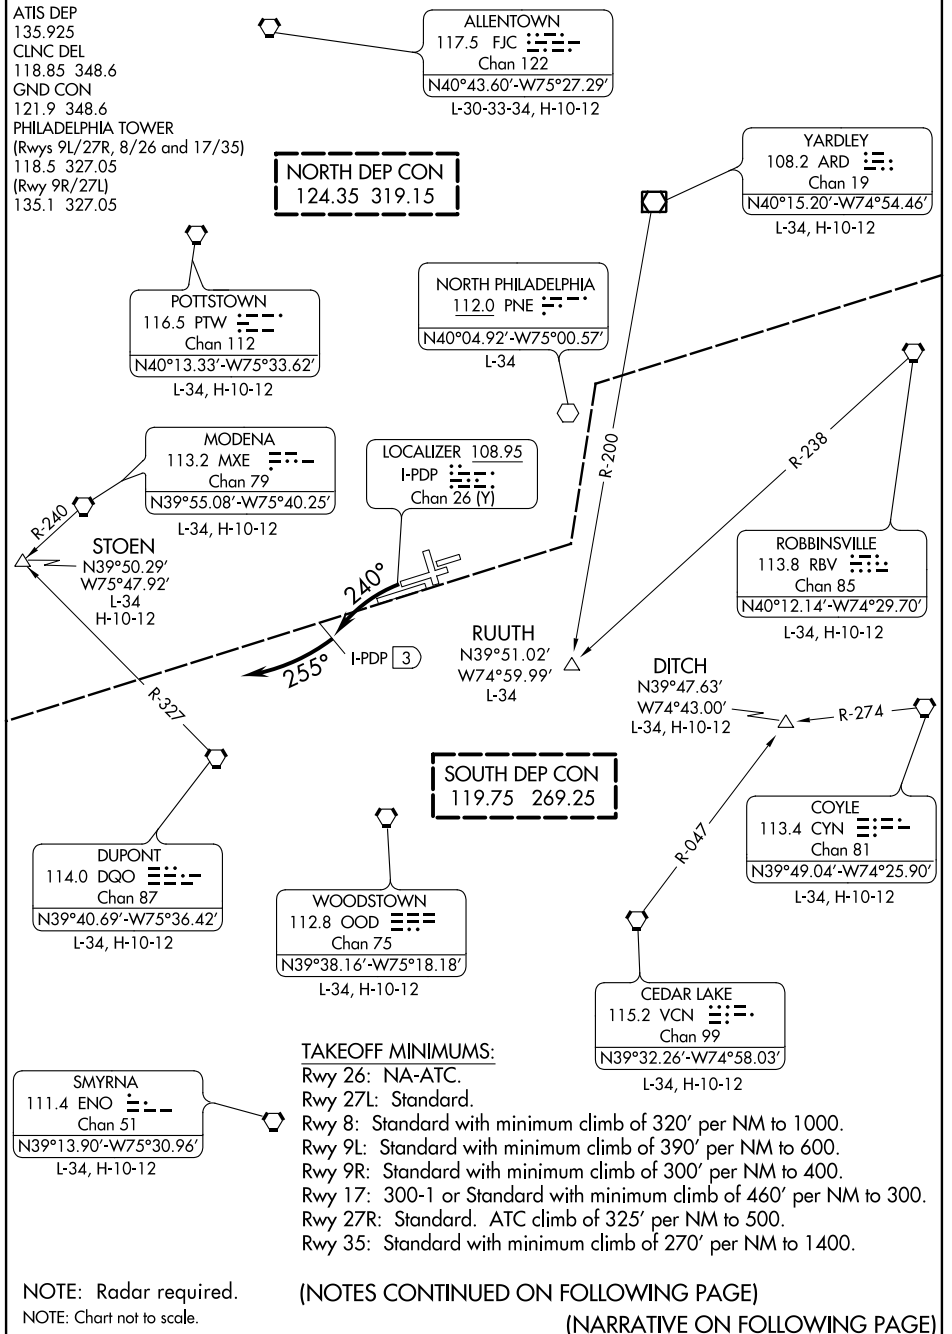 ATIS DEP
135.925
CLNC DEL
118.85 348.6
GND CON
121.9 348.6
PHILADELPHIA TOWER
(Rwys 9L/27R, 8/26 and 17/35)
118.5 327.05
(Rwy 9R/27L)
135.1 327.05
ALLENTOWN
117.5 FJC
Chan 122
N40°43.60′-W75°27.29′
L-30-33-34, H-10-12
NORTH DEP CON
124.35 319.15
YARDLEY
108.2 ARD
Chan 19
N40°15.20′-W74°54.46′
L-34, H-10-12
POTTSTOWN
116.5 PTW
Chan 112
N40°13.33′-W75°33.62′
L-34, H-10-12
NORTH PHILADELPHIA
112.0 PNE
N40°04.92′-W75°00.57′
L-34
MODENA
113.2 MXE
Chan 79
N39°55.08′-W75°40.25′
L-34, H-10-12
LOCALIZER 108.95
I-PDP
Chan 26 (Y)
R-200
R-238
R-240
STOEN
N39°50.29′
W75°47.92′
L-34
H-10-12
ROBBINSVILLE
113.8 RBV
Chan 85
N40°12.14′-W74°29.70′
L-34, H-10-12
240°
255°
I-PDP 3
RUUTH
N39°51.02′
W74°59.99′
L-34
DITCH
N39°47.63′
W74°43.00′
L-34, H-10-12
R-274
R-327
SOUTH DEP CON
119.75 269.25
R-047
COYLE
113.4 CYN
Chan 81
N39°49.04′-W74°25.90′
L-34, H-10-12
DUPONT
114.0 DQO
Chan 87
N39°40.69′-W75°36.42′
L-34, H-10-12
WOODSTOWN
112.8 OOD
Chan 75
N39°38.16′-W75°18.18′
L-34, H-10-12
CEDAR LAKE
115.2 VCN
Chan 99
N39°32.26′-W74°58.03′
L-34, H-10-12
SMYRNA
111.4 ENO
Chan 51
N39°13.90′-W75°30.96′
L-34, H-10-12
TAKEOFF MINIMUMS:
Rwy 26: NA-ATC.
Rwy 27L: Standard.
Rwy 8: Standard with minimum climb of 320′ per NM to 1000.
Rwy 9L: Standard with minimum climb of 390′ per NM to 600.
Rwy 9R: Standard with minimum climb of 300′ per NM to 400.
Rwy 17: 300-1 or Standard with minimum climb of 460′ per NM to 300.
Rwy 27R: Standard. ATC climb of 325′ per NM to 500.
Rwy 35: Standard with minimum climb of 270′ per NM to 1400.
NOTE: Radar required.
NOTE: Chart not to scale.
(NOTES CONTINUED ON FOLLOWING PAGE)
(NARRATIVE ON FOLLOWING PAGE)